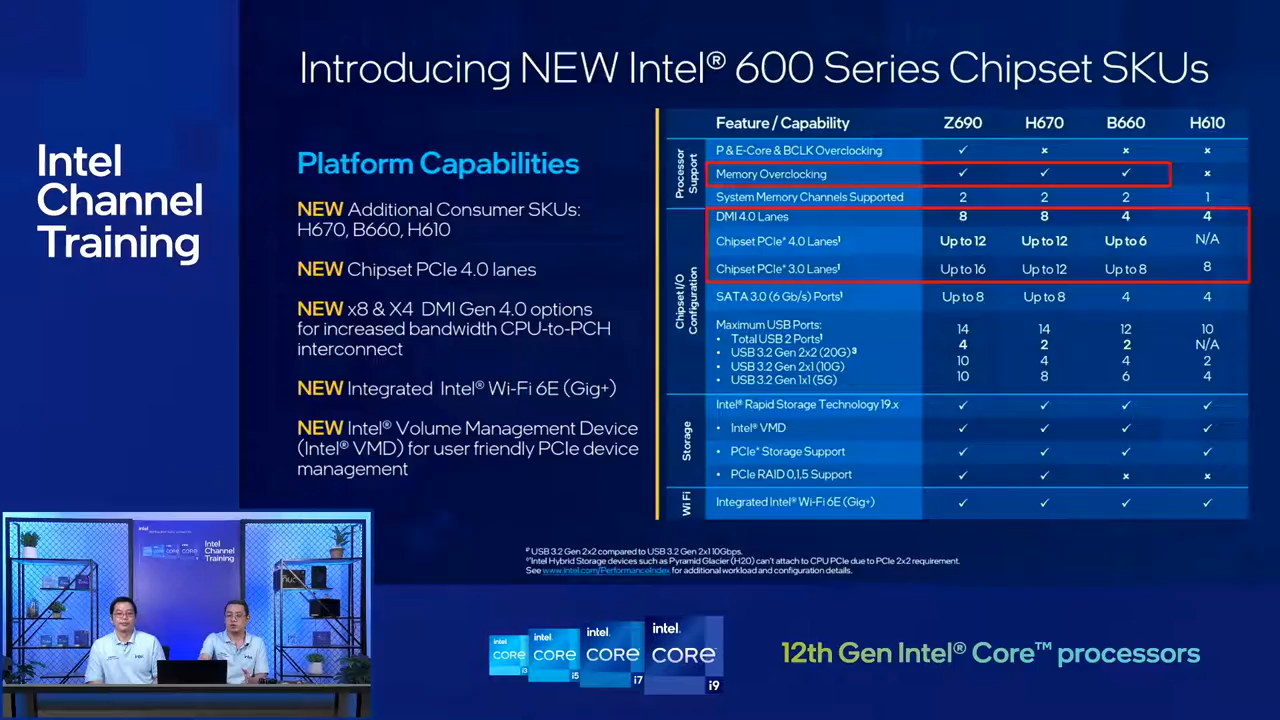 Introducing NEW Intel® 600 Series Chipset SKUs
Intel
Channel
Training
Platform Capabilities
NEW Additional Consumer SKUs:
H670, B660, H610
NEW Chipset PCIe 4.0 lanes
NEW x8 & X4 DMI Gen 4.0 options
for increased bandwidth CPU-to-PCH
interconnect
NEW Integrated Intel® Wi-Fi 6E (Gig+)
NEW Intel® Volume Management Device
(Intel® VMD) for user friendly PCIe device
management
Feature / Capability Z690 H670 B660 H610
Processor
Support
P & E-Core & BCLK Overclocking ✓ x x x
Memory Overclocking ✓ ✓ ✓ x
System Memory Channels Supported 2 2 2 1
Chipset I/O
Configuration
DMI 4.0 Lanes 8 8 4 4
Chipset PCIe* 4.0 Lanes¹ Up to 12 Up to 12 Up to 6 N/A
Chipset PCIe* 3.0 Lanes¹ Up to 16 Up to 12 Up to 8 8
SATA 3.0 (6 Gb/s) Ports¹ Up to 8 Up to 8 4 4
Maximum USB Ports:
• Total USB 2 Ports¹ 14 14 12 10
• USB 3.2 Gen 2x2 (20G)³ 4 2 2 N/A
• USB 3.2 Gen 2x1 (10G) 10 4 4 2
• USB 3.2 Gen 1x1 (5G) 10 8 6 4
Storage
Intel® Rapid Storage Technology 19.x ✓ ✓ ✓ ✓
• Intel® VMD ✓ ✓ ✓ ✓
• PCIe* Storage Support ✓ ✓ ✓ ✓
• PCIe RAID 0,1,5 Support ✓ ✓ x x
Wi Fi
Integrated Intel® Wi-Fi 6E (Gig+) ✓ ✓ ✓ ✓
USB 3.2 Gen 2x2 compared to USB 3.2 Gen 2x1 10Gbps.
Intel Hybrid Storage devices such as Pyramid Glacier (H20) can't attach to CPU PCIe due to PCIe 2x2 requirement.
See www.intel.com/PerformanceIndex for additional workload and configuration details.
intel
Intel
Channel
Training
intel
CORE
i3
intel.
CORE
i5
intel.
CORE
i7
intel.
CORE
i9
12th Gen Intel® Core™ processors